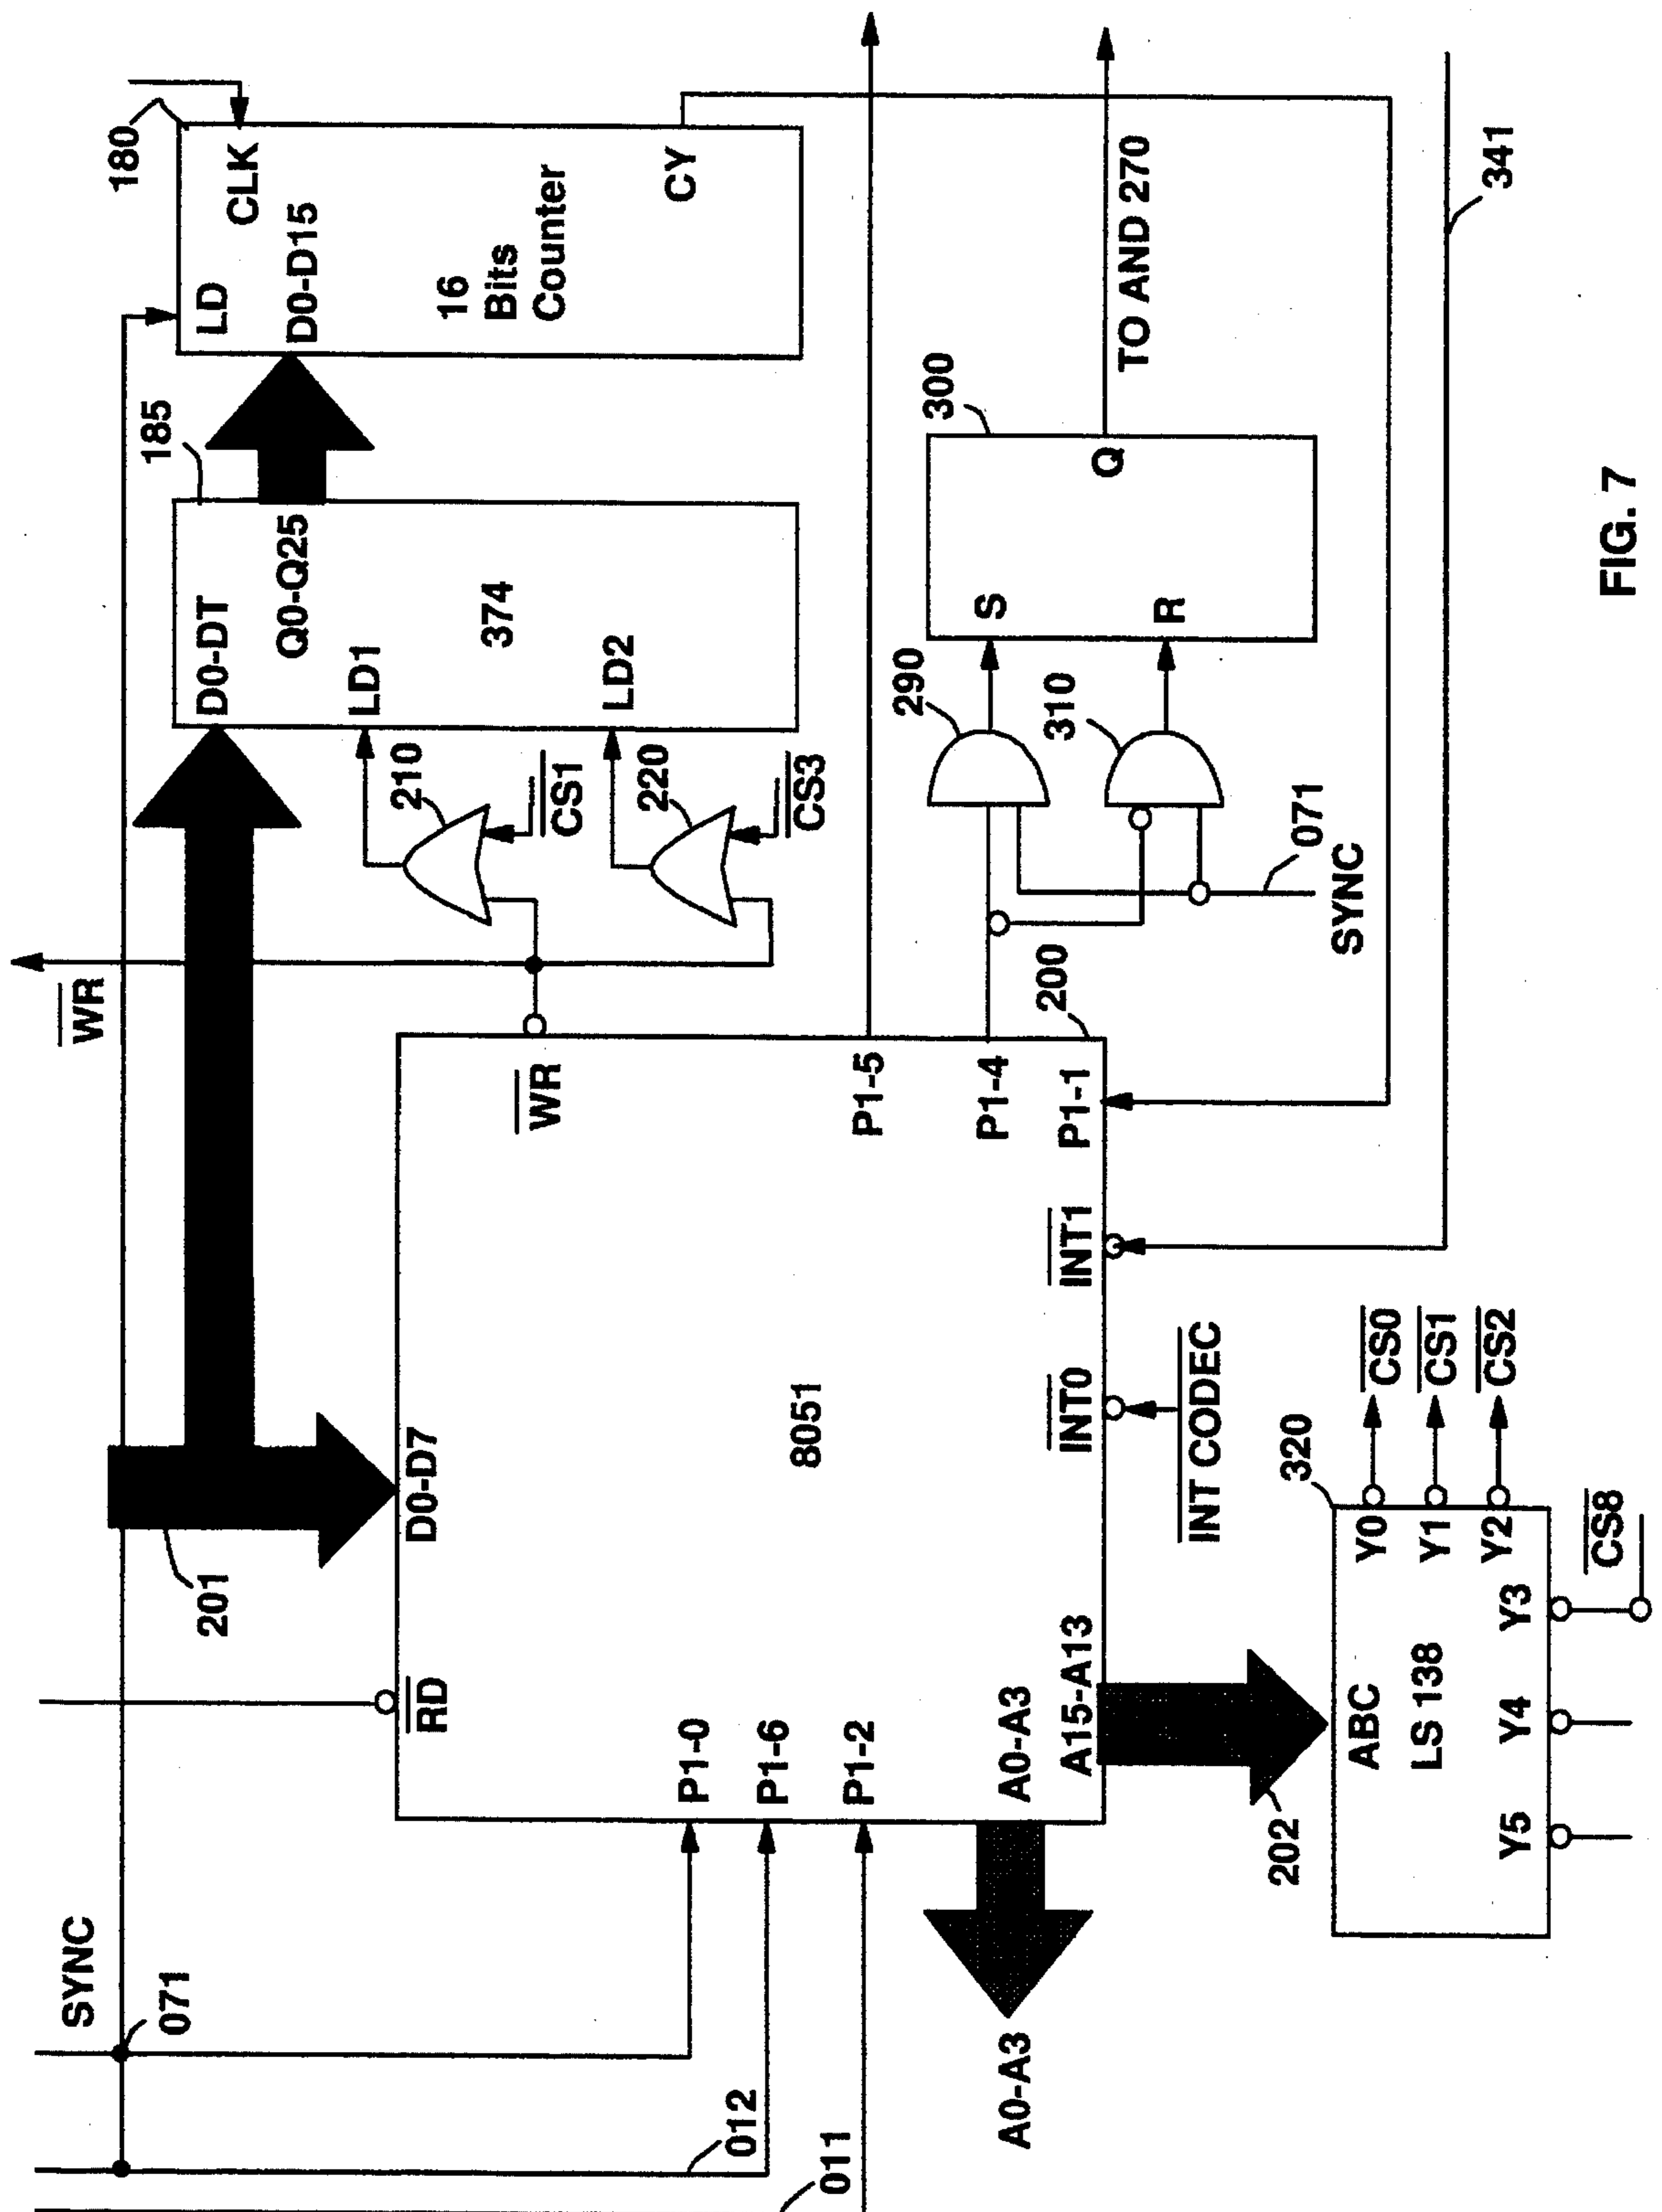 180
CLK
LD
D0-D15
16
Bits
Counter
CY
185
D0-DT
Q0-Q25
LD1
374
LD2
210
CS1
220
CS3
WR
201
D0-D7
WR
RD
8051
P1-5
P1-4
P1-1
200
INT1
INT0
INT CODEC
P1-0
P1-6
P1-2
A0-A3
A15-A13
A0-A3
SYNC
071
012
011
202
290
310
300
S
R
Q
TO AND 270
SYNC
071
341
320
ABC
LS 138
Y0
Y1
Y2
Y3
Y4
Y5
CS0
CS1
CS2
CS8
FIG. 7